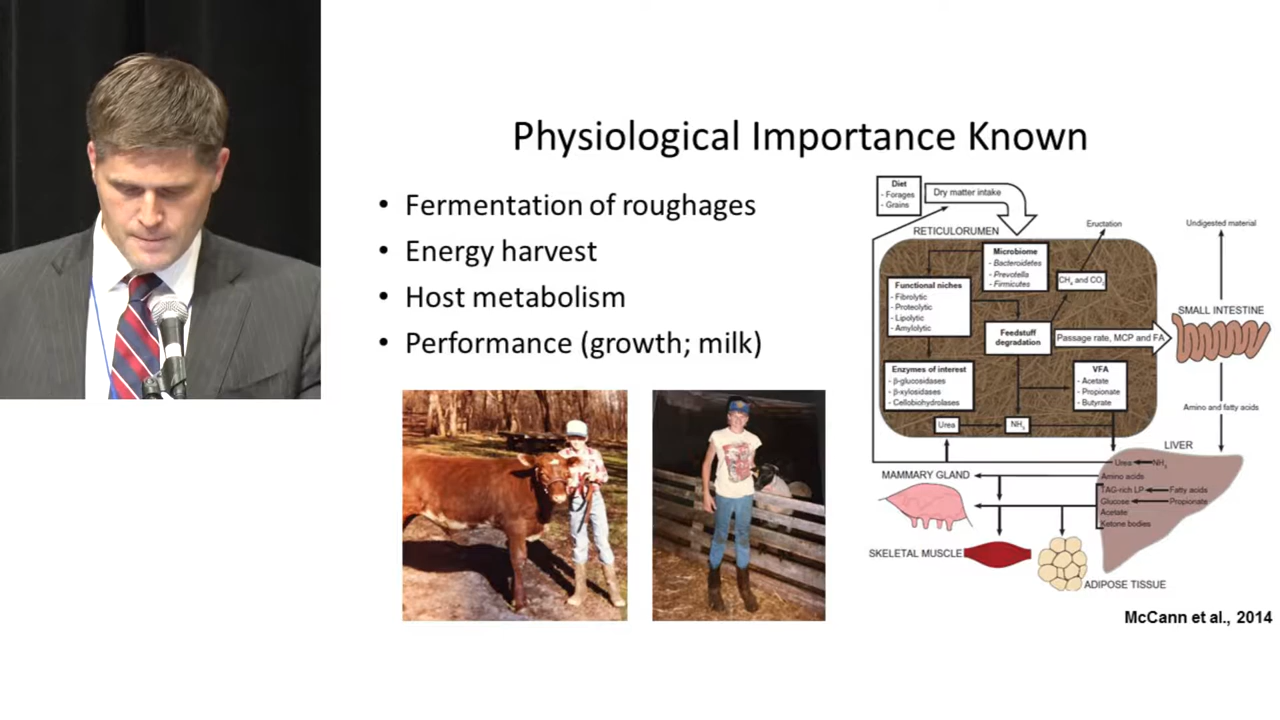 Physiological Importance Known
• Fermentation of roughages
• Energy harvest
• Host metabolism
• Performance (growth; milk)
Diet
- Forages
- Grains
Dry matter intake
RETICULORUMEN
Eructation
Undigested material
Microbiome
- Bacteroidetes
- Prevotella
- Firmicutes
CH₄ and CO₂
Functional niches
- Fibrolytic
- Proteolytic
- Lipolytic
- Amylolytic
Feedstuff
degradation
Passage rate, MCP and FA
SMALL INTESTINE
Enzymes of interest
- β-glucosidases
- β-xylosidases
- Cellobiohydrolases
VFA
- Acetate
- Propionate
- Butyrate
Urea
NH₃
Amino and fatty acids
LIVER
Urea
NH₃
MAMMARY GLAND
Amino acids
TAG-rich LP
Fatty acids
Glucose
Propionate
Acetate
Ketone bodies
SKELETAL MUSCLE
ADIPOSE TISSUE
McCann et al., 2014